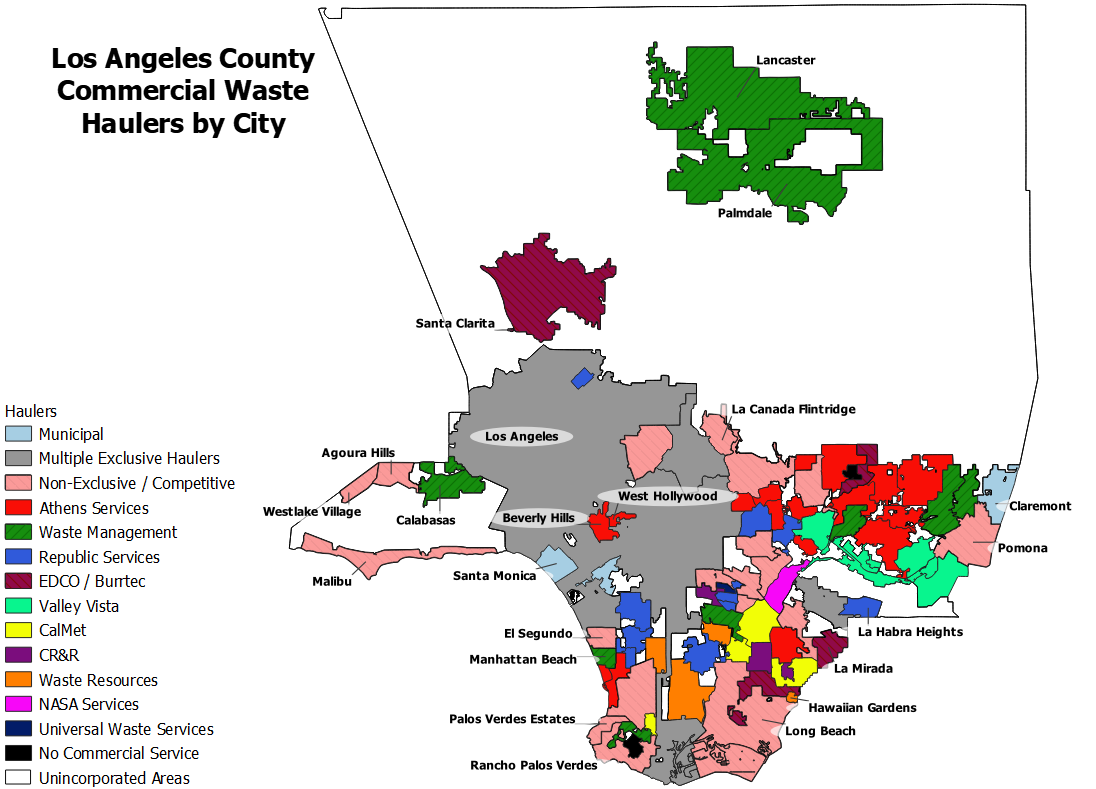 Los Angeles County
Commercial Waste
Haulers by City
Lancaster
Palmdale
Santa Clarita
La Canada Flintridge
Los Angeles
Agoura Hills
West Hollywood
Westlake Village
Calabasas
Beverly Hills
Claremont
Pomona
Malibu
Santa Monica
El Segundo
La Habra Heights
Manhattan Beach
La Mirada
Hawaiian Gardens
Palos Verdes Estates
Long Beach
Rancho Palos Verdes
Haulers
Municipal
Multiple Exclusive Haulers
Non-Exclusive / Competitive
Athens Services
Waste Management
Republic Services
EDCO / Burrtec
Valley Vista
CalMet
CR&R
Waste Resources
NASA Services
Universal Waste Services
No Commercial Service
Unincorporated Areas